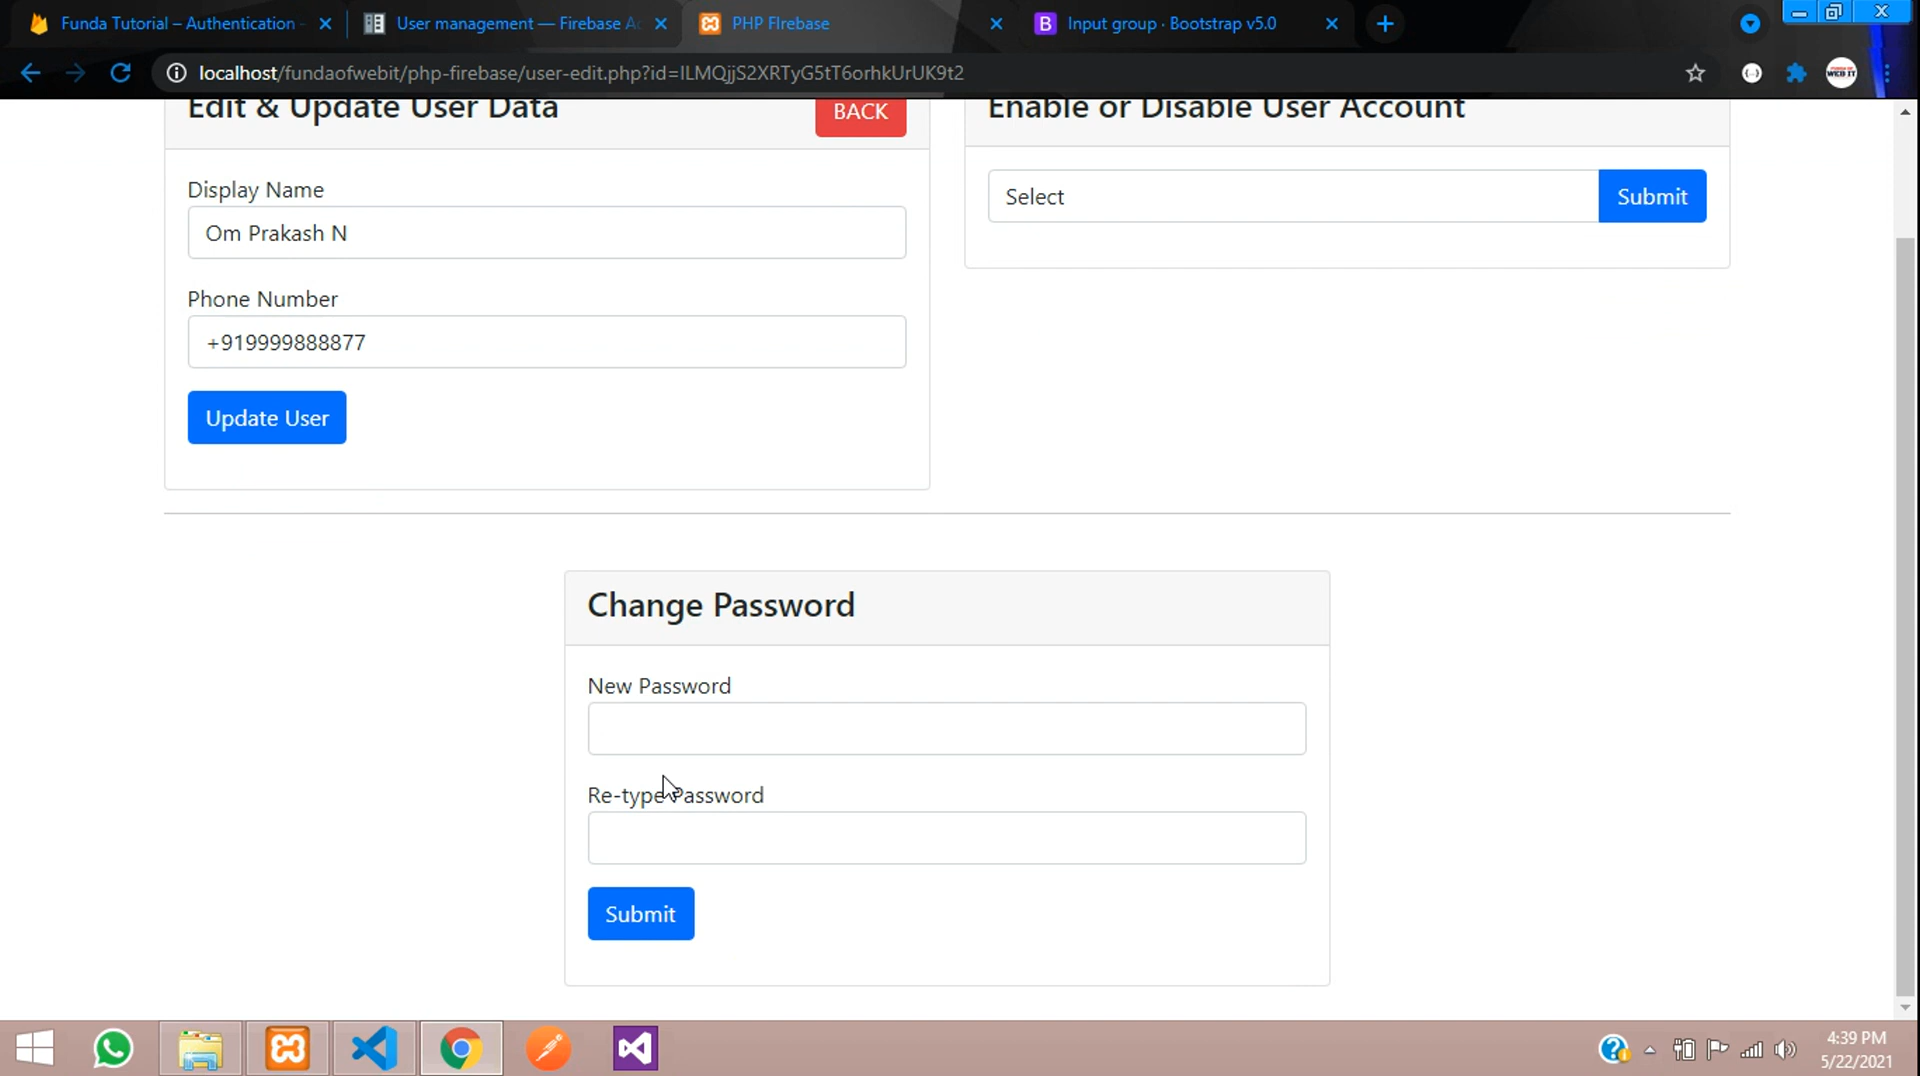 Funda Tutorial – Authentication
User management — Firebase Ac
PHP FIrebase
Input group · Bootstrap v5.0
localhost/fundaofwebit/php-firebase/user-edit.php?id=ILMQjjS2XRTyG5tT6orhkUrUK9t2
WEB IT
Edit & Update User Data
BACK
Display Name
Om Prakash N
Phone Number
+919999888877
Update User
Enable or Disable User Account
Select
Submit
Change Password
New Password
Re-type Password
Submit
4:39 PM
5/22/2021